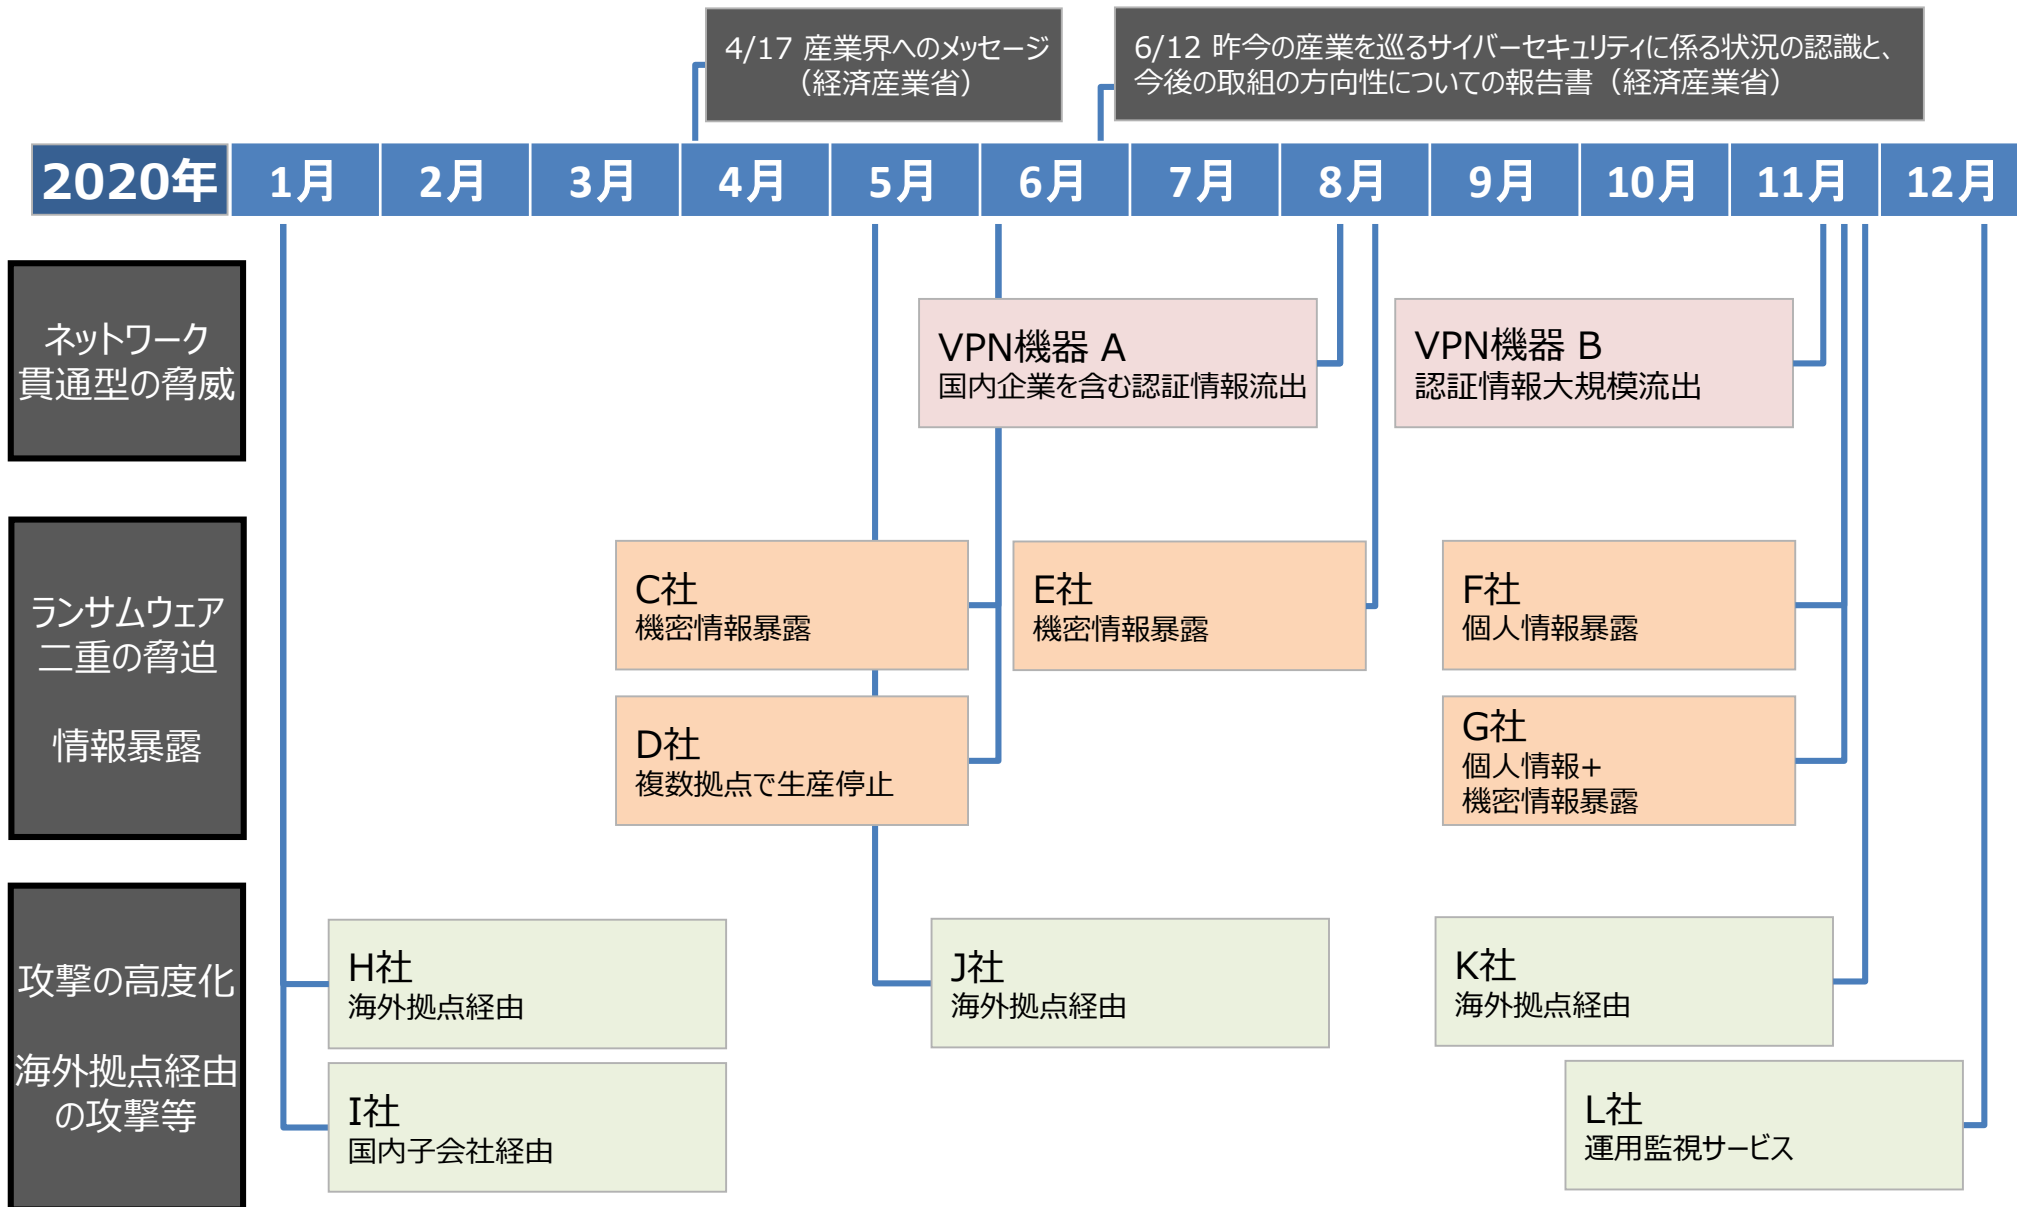 4/17 産業界へのメッセージ
（経済産業省）
6/12 昨今の産業を巡るサイバーセキュリティに係る状況の認識と、
今後の取組の方向性についての報告書（経済産業省）
2020年 1月 2月 3月 4月 5月 6月 7月 8月 9月 10月 11月 12月
ネットワーク
貫通型の脅威
VPN機器 A
国内企業を含む認証情報流出
VPN機器 B
認証情報大規模流出
ランサムウェア
二重の脅迫
情報暴露
C社
機密情報暴露
E社
機密情報暴露
F社
個人情報暴露
D社
複数拠点で生産停止
G社
個人情報+
機密情報暴露
攻撃の高度化
海外拠点経由
の攻撃等
H社
海外拠点経由
J社
海外拠点経由
K社
海外拠点経由
I社
国内子会社経由
L社
運用監視サービス